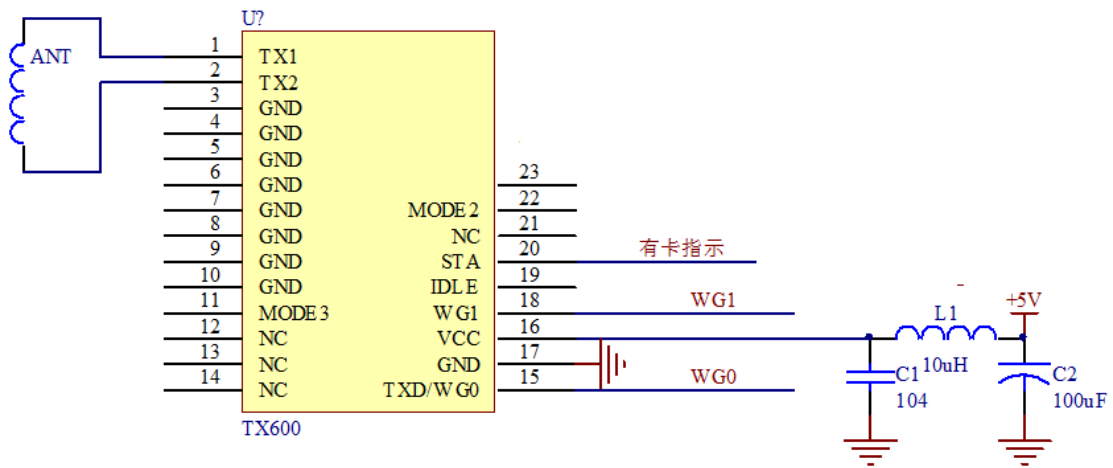 U?
ANT
1 TX1
2 TX2
3 GND
4 GND
5 GND
6 GND
7 GND
8 GND
9 GND
10 GND
11 MODE3
12 NC
13 NC
14 NC
23
MODE2 22
NC 21
STA 20 有卡指示
IDLE 19
WG1 18 WG1
VCC 16
GND 17
TXD/WG0 15 WG0
TX600
+5V
L1
10uH
C1
104
C2
100uF